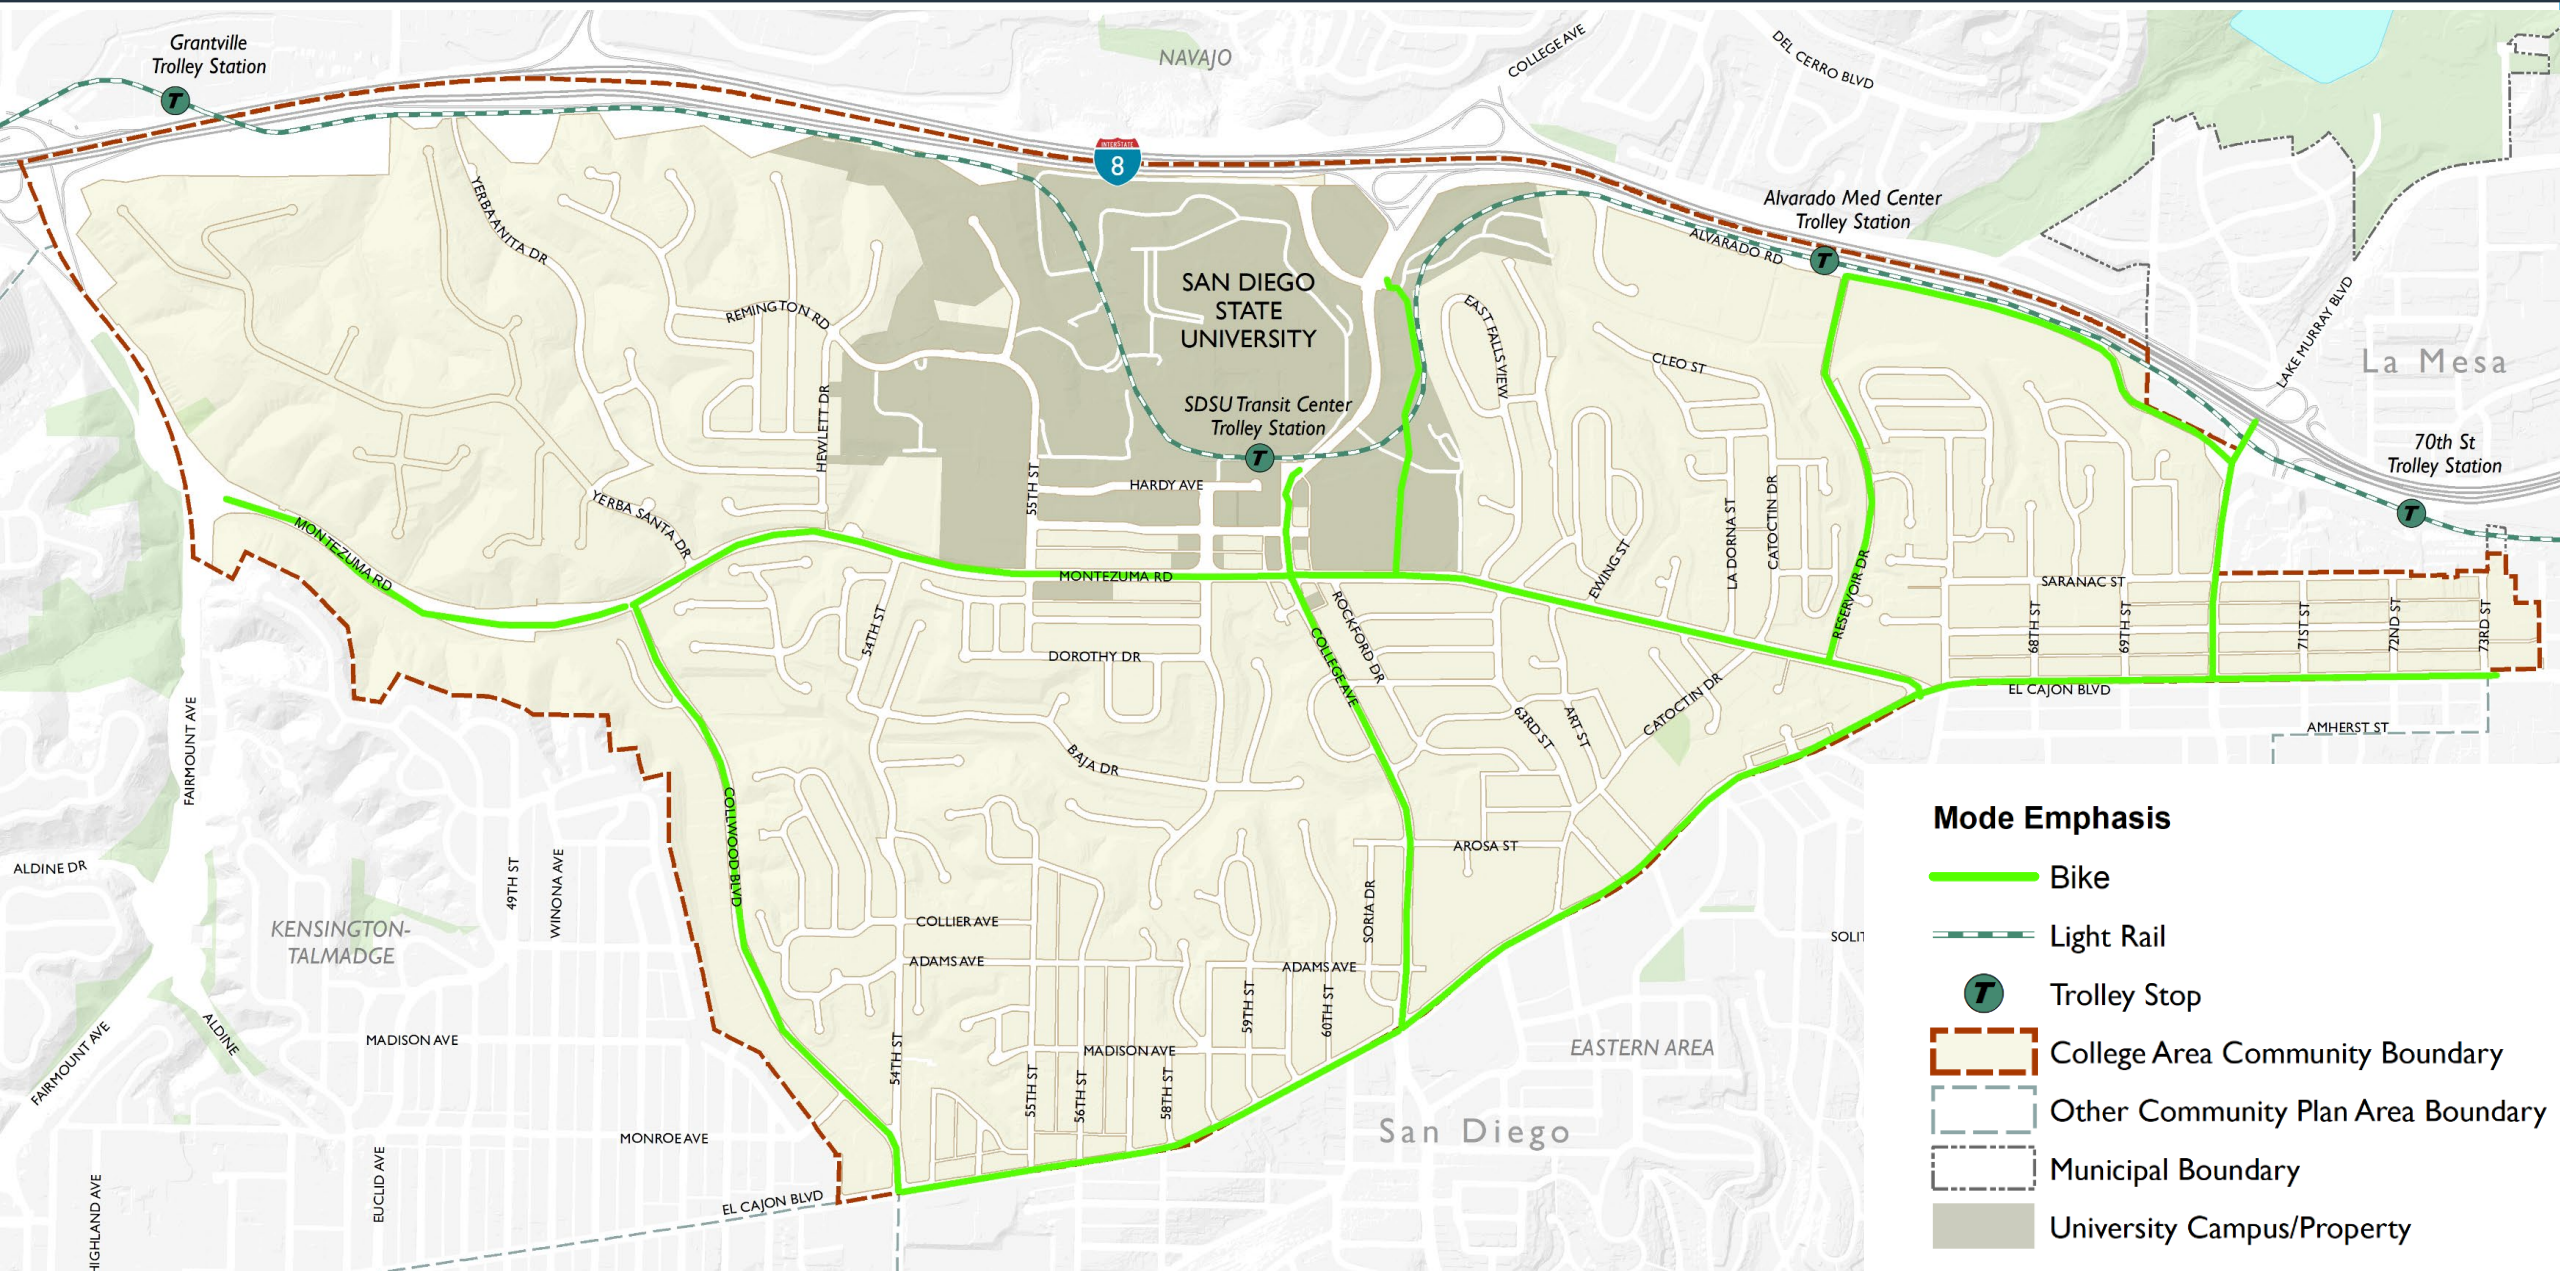 Grantville
Trolley Station
NAVAJO
COLLEGE AVE
DEL CERRO BLVD
INTERSTATE
8
YERBA ANITA DR
Alvarado Med Center
Trolley Station
ALVARADO RD
SAN DIEGO
STATE
UNIVERSITY
REMINGTON RD
EAST FALLS VIEW
LAKE MURRAY BLVD
La Mesa
CLEO ST
HEWLETT DR
SDSU Transit Center
Trolley Station
70th St
Trolley Station
55TH ST
HARDY AVE
YERBA SANTA DR
MONTEZUMA RD
LA DORNA ST
CATOCTIN DR
EWING ST
RESERVOIR DR
MONTEZUMA RD
SARANAC ST
54TH ST
ROCKFORD DR
68TH ST
69TH ST
71ST ST
72ND ST
73RD ST
DOROTHY DR
COLLEGE AVE
EL CAJON BLVD
FAIRMOUNT AVE
BAJA DR
63RD ST
ART ST
CATOCTIN DR
AMHERST ST
COLLWOOD BLVD
AROSA ST
ALDINE DR
49TH ST
WINONA AVE
KENSINGTON-
TALMADGE
COLLIER AVE
SORIA DR
ADAMS AVE
ADAMS AVE
SOLIT
59TH ST
60TH ST
FAIRMOUNT AVE
ALDINE
MADISON AVE
54TH ST
MADISON AVE
EASTERN AREA
55TH ST
56TH ST
58TH ST
San Diego
MONROE AVE
EUCLID AVE
HIGHLAND AVE
EL CAJON BLVD
Mode Emphasis
Bike
Light Rail
T Trolley Stop
College Area Community Boundary
Other Community Plan Area Boundary
Municipal Boundary
University Campus/Property